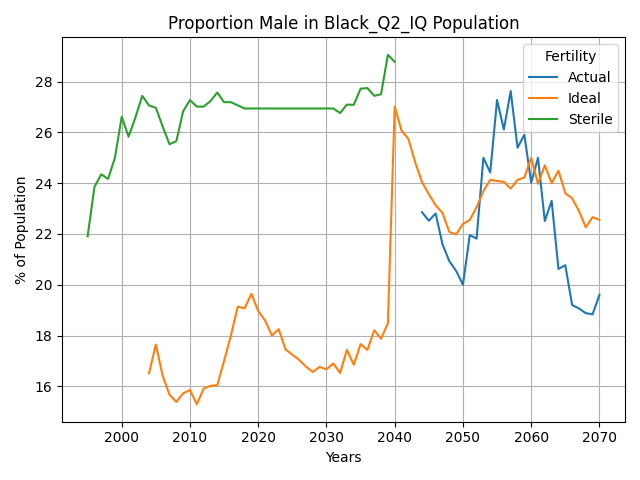 Proportion Male in Black_Q2_IQ Population
Fertility
Actual
Ideal
Sterile
% of Population
28
26
24
22
20
18
16
2000 2010 2020 2030 2040 2050 2060 2070
Years